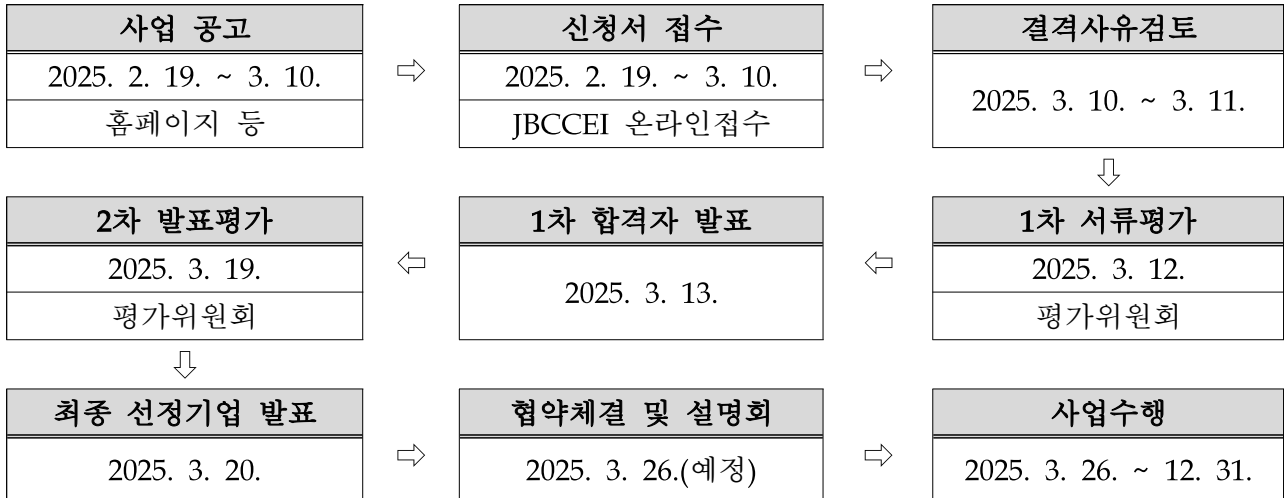 사업 공고
2025. 2. 19. ~ 3. 10.
홈페이지 등
⇨
신청서 접수
2025. 2. 19. ~ 3. 10.
JBCCEI 온라인접수
⇨
결격사유검토
2025. 3. 10. ~ 3. 11.
⇩
1차 서류평가
2025. 3. 12.
평가위원회
⇦
1차 합격자 발표
2025. 3. 13.
⇦
2차 발표평가
2025. 3. 19.
평가위원회
⇩
최종 선정기업 발표
2025. 3. 20.
⇨
협약체결 및 설명회
2025. 3. 26.(예정)
⇨
사업수행
2025. 3. 26. ~ 12. 31.